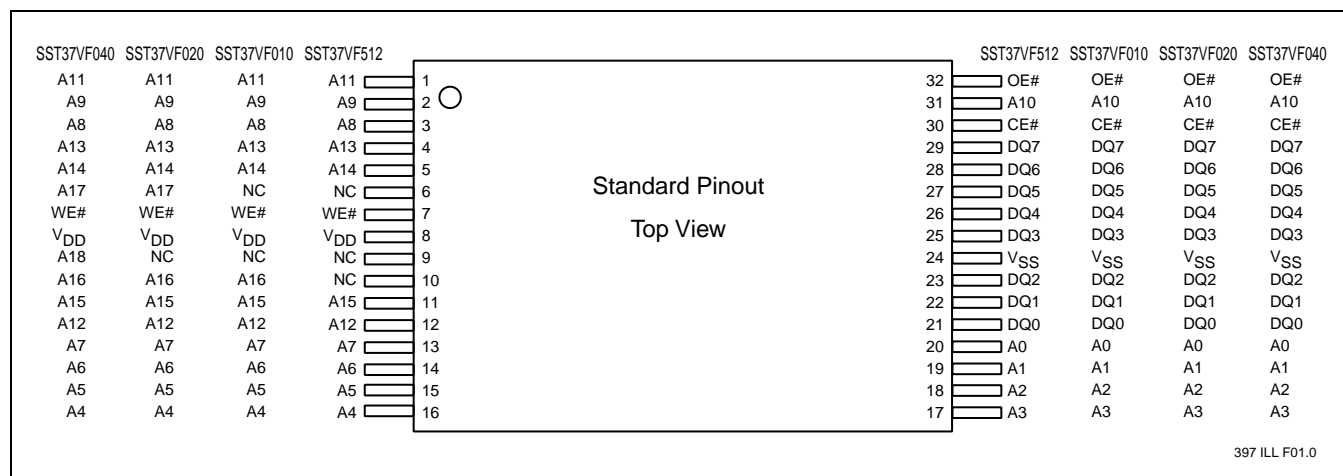 SST37VF040 SST37VF020 SST37VF010 SST37VF512 SST37VF512 SST37VF010 SST37VF020 SST37VF040
A11 A11 A11 A11 1 32 OE# OE# OE# OE#
A9 A9 A9 A9 2 31 A10 A10 A10 A10
A8 A8 A8 A8 3 30 CE# CE# CE# CE#
A13 A13 A13 A13 4 29 DQ7 DQ7 DQ7 DQ7
A14 A14 A14 A14 5 28 DQ6 DQ6 DQ6 DQ6
A17 A17 NC NC 6 Standard Pinout 27 DQ5 DQ5 DQ5 DQ5
WE# WE# WE# WE# 7 26 DQ4 DQ4 DQ4 DQ4
VDD VDD VDD VDD 8 Top View 25 DQ3 DQ3 DQ3 DQ3
A18 NC NC NC 9 24 VSS VSS VSS VSS
A16 A16 A16 NC 10 23 DQ2 DQ2 DQ2 DQ2
A15 A15 A15 A15 11 22 DQ1 DQ1 DQ1 DQ1
A12 A12 A12 A12 12 21 DQ0 DQ0 DQ0 DQ0
A7 A7 A7 A7 13 20 A0 A0 A0 A0
A6 A6 A6 A6 14 19 A1 A1 A1 A1
A5 A5 A5 A5 15 18 A2 A2 A2 A2
A4 A4 A4 A4 16 17 A3 A3 A3 A3
397 ILL F01.0